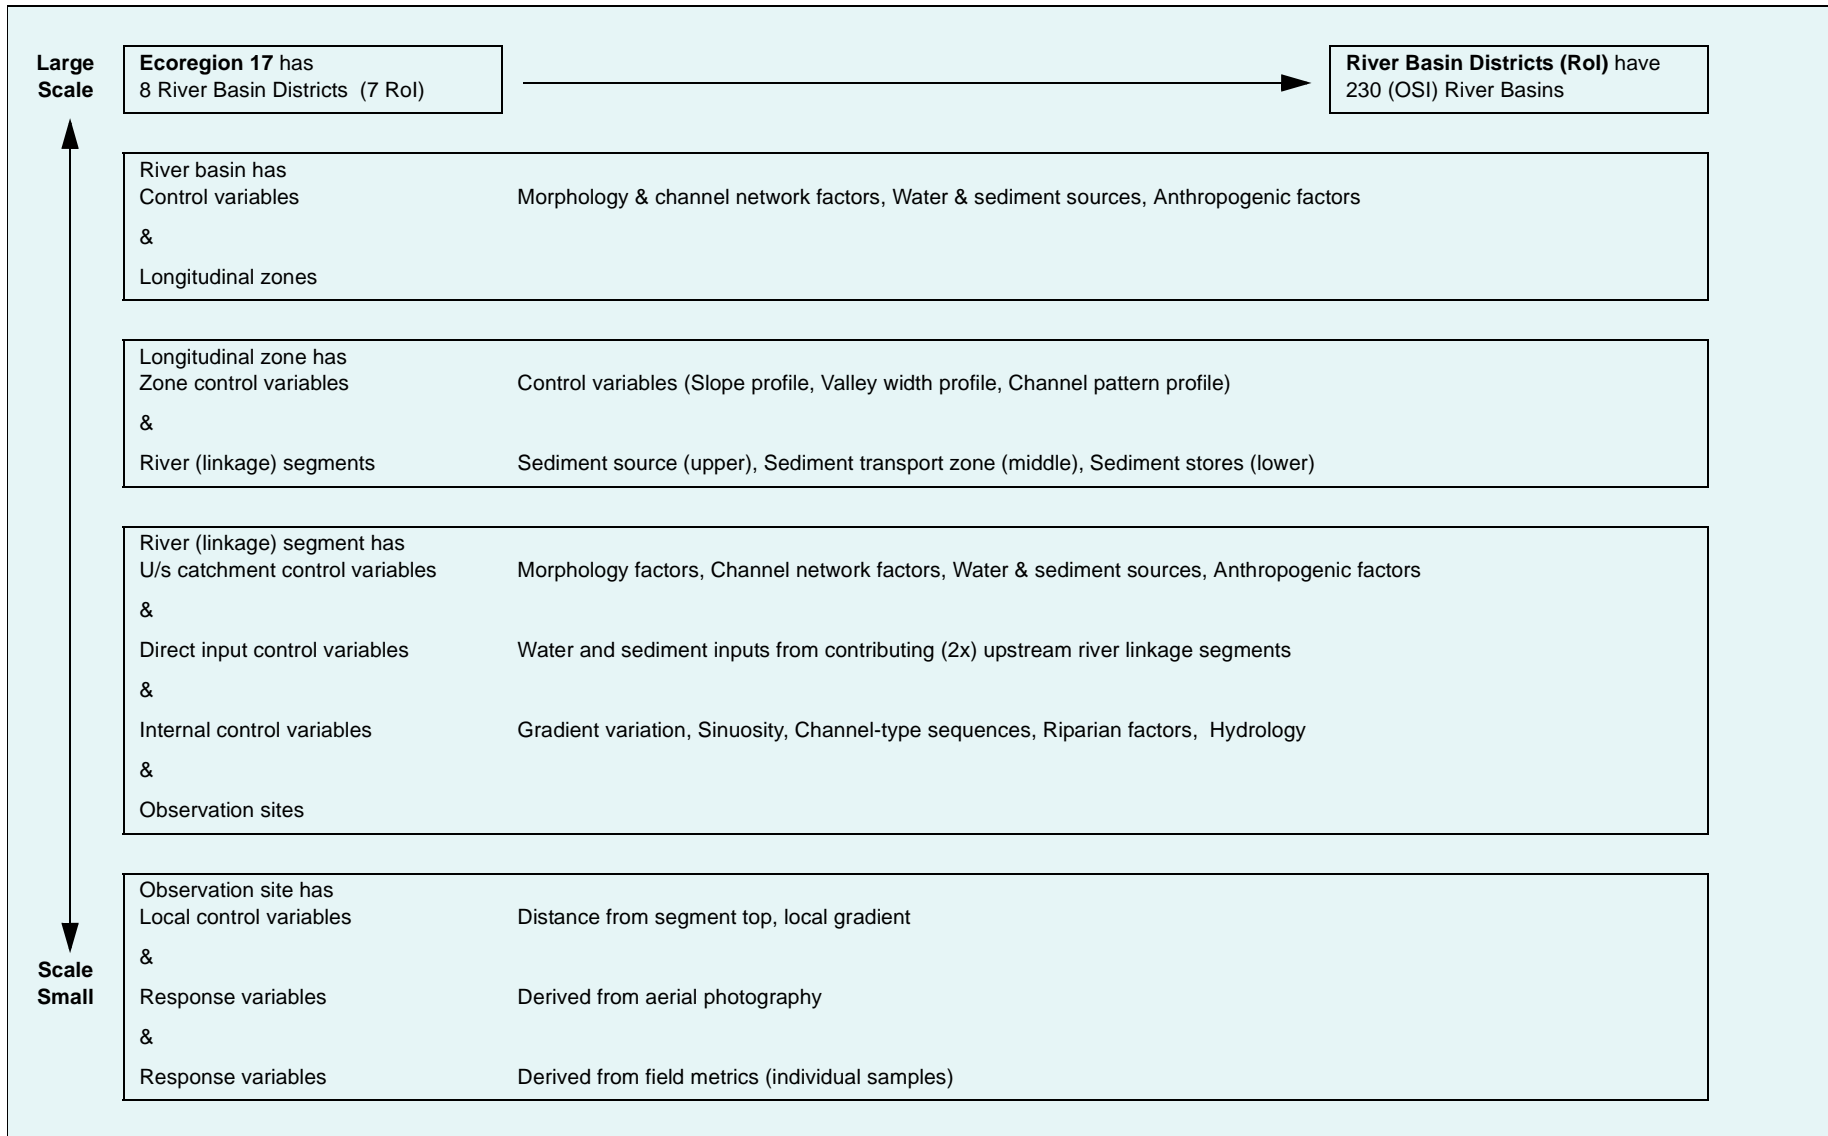 Large
Scale
Ecoregion 17 has
8 River Basin Districts  (7 RoI)
River Basin Districts (RoI) have
230 (OSI) River Basins
River basin has
Control variables Morphology & channel network factors, Water & sediment sources, Anthropogenic factors
&
Longitudinal zones
Longitudinal zone has
Zone control variables Control variables (Slope profile, Valley width profile, Channel pattern profile)
&
River (linkage) segments Sediment source (upper), Sediment transport zone (middle), Sediment stores (lower)
River (linkage) segment has
U/s catchment control variables Morphology factors, Channel network factors, Water & sediment sources, Anthropogenic factors
&
Direct input control variables Water and sediment inputs from contributing (2x) upstream river linkage segments
&
Internal control variables Gradient variation, Sinuosity, Channel-type sequences, Riparian factors,  Hydrology
&
Observation sites
Observation site has
Local control variables Distance from segment top, local gradient
&
Scale
Small
Response variables Derived from aerial photography
&
Response variables Derived from field metrics (individual samples)